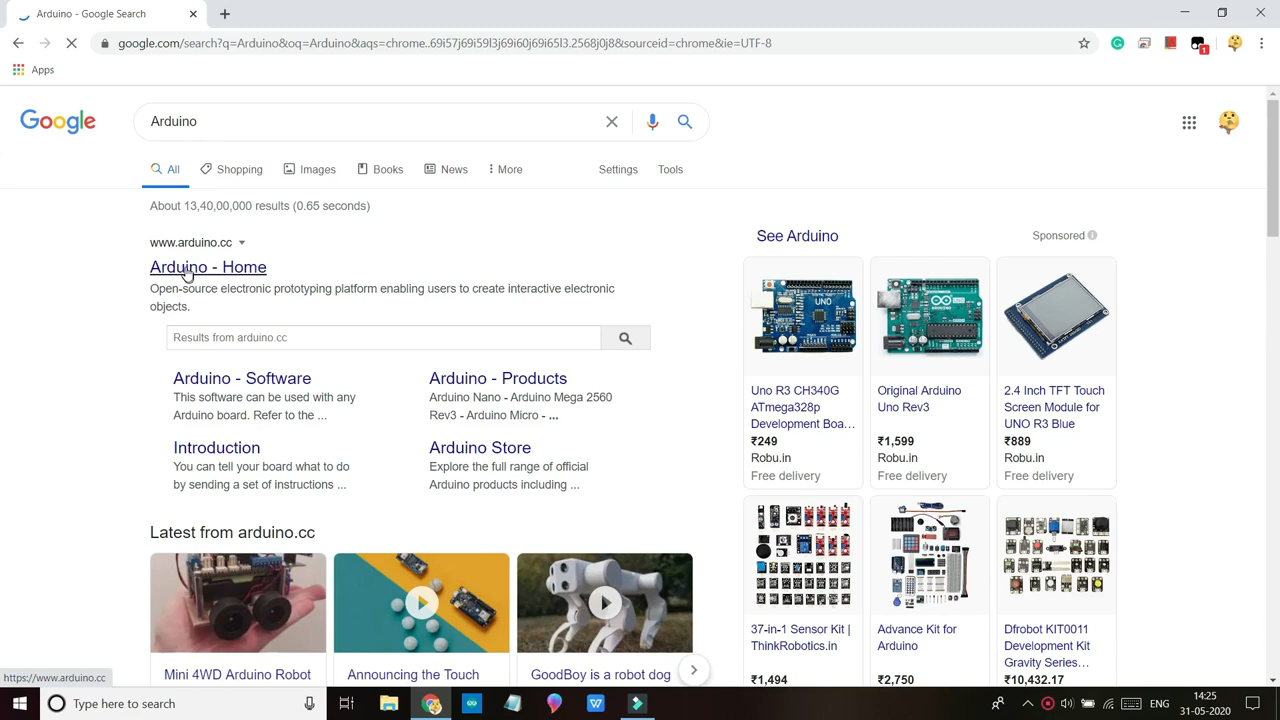 Arduino - Google Search
google.com/search?q=Arduino&oq=Arduino&aqs=chrome..69i57j69i59l3j69i60j69i65l3.2568j0j8&sourceid=chrome&ie=UTF-8
1
Apps
Google
Arduino
All
Shopping
Images
Books
News
More
Settings
Tools
About 13,40,00,000 results (0.65 seconds)
www.arduino.cc
Arduino - Home
Open-source electronic prototyping platform enabling users to create interactive electronic
objects.
Results from arduino.cc
Arduino - Software
This software can be used with any
Arduino board. Refer to the ...
Arduino - Products
Arduino Nano - Arduino Mega 2560
Rev3 - Arduino Micro - ...
Introduction
You can tell your board what to do
by sending a set of instructions ...
Arduino Store
Explore the full range of official
Arduino products including ...
Latest from arduino.cc
Mini 4WD Arduino Robot
Announcing the Touch
GoodBoy is a robot dog
See Arduino
Sponsored
UNO
UNO
Uno R3 CH340G
ATmega328p
Development Boa...
₹249
Robu.in
Free delivery
Original Arduino
Uno Rev3
₹1,599
Robu.in
Free delivery
2.4 Inch TFT Touch
Screen Module for
UNO R3 Blue
₹889
Robu.in
Free delivery
37-in-1 Sensor Kit |
ThinkRobotics.in
₹1,494
Advance Kit for
Arduino
₹2,750
Dfrobot KIT0011
Development Kit
Gravity Series...
₹10,432.17
https://www.arduino.cc
Type here to search
ENG
14:25
31-05-2020